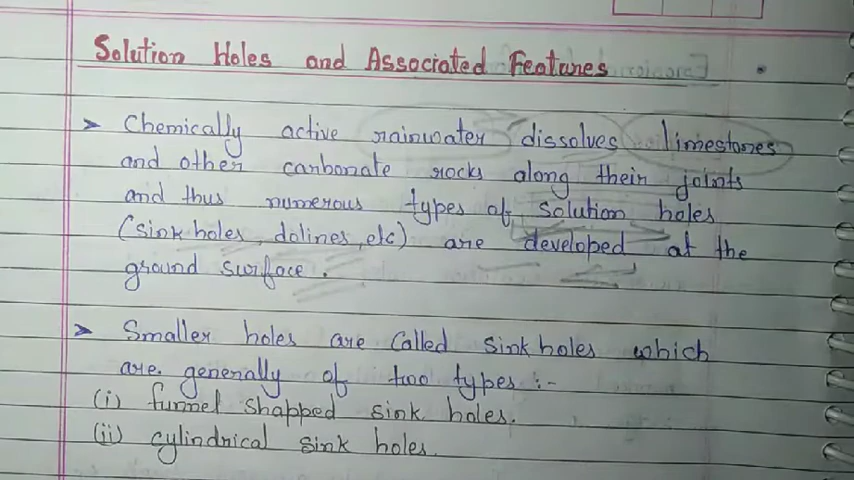 Solution Holes and Associated Features
➤ Chemically active rainwater dissolves limestones
and other carbonate rocks along their joints
and thus numerous types of solution holes
(sink holes, dolines, etc) are developed at the
ground surface.
➤ Smaller holes are called sink holes which
are generally of two types :-
(i) funnel shapped sink holes.
(ii) cylindrical sink holes.